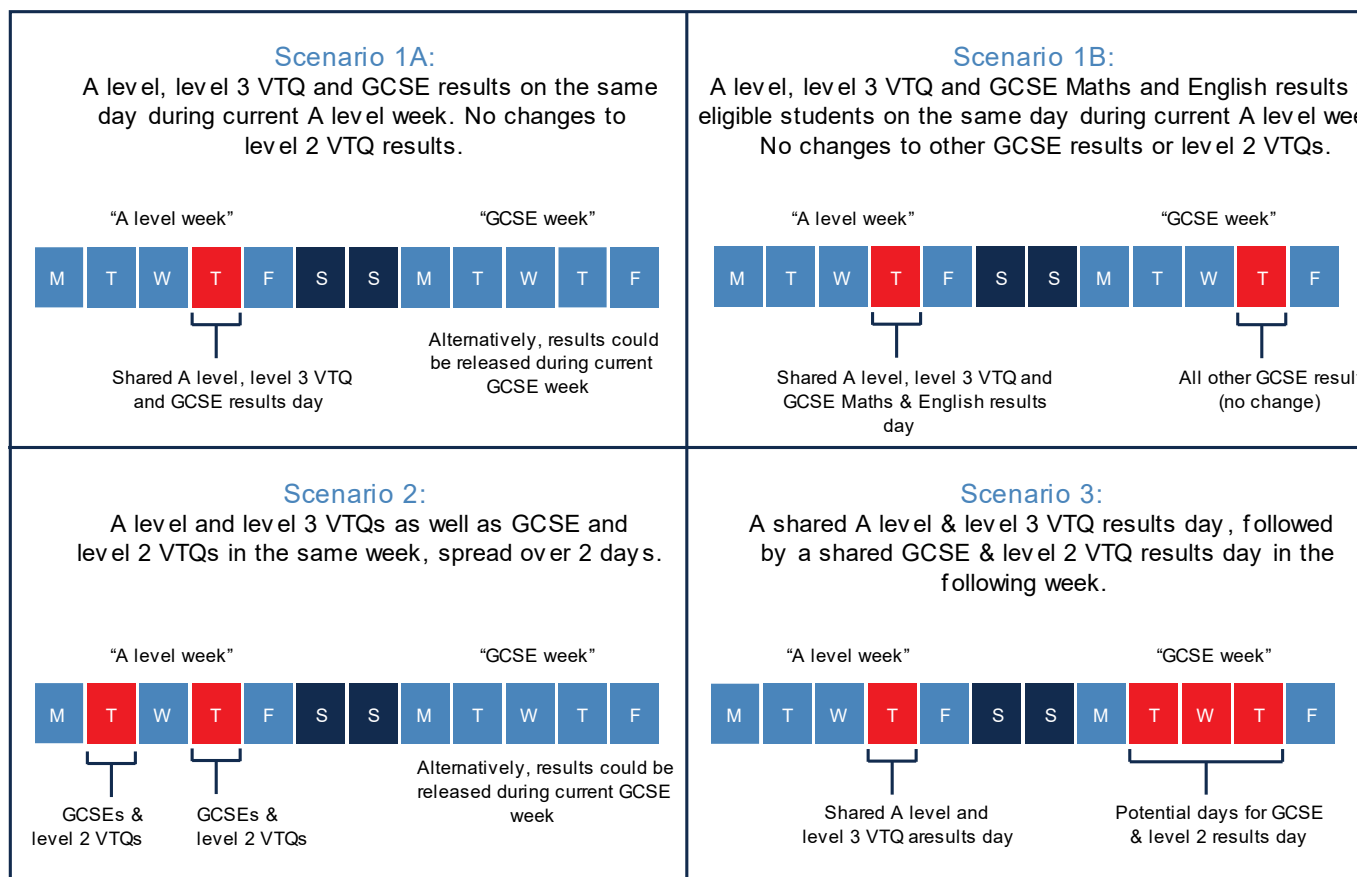 Scenario 1A:
A level, level 3 VTQ and GCSE results on the same
day during current A level week. No changes to
level 2 VTQ results.
“A level week”
“GCSE week”
M T W T F S S M T W T F
Shared A level, level 3 VTQ
and GCSE results day
Alternatively, results could
be released during current
GCSE week
Scenario 1B:
A level, level 3 VTQ and GCSE Maths and English results
eligible students on the same day during current A level wee
No changes to other GCSE results or level 2 VTQs.
“A level week”
“GCSE week”
M T W T F S S M T W T F
Shared A level, level 3 VTQ and
GCSE Maths & English results
day
All other GCSE result
(no change)
Scenario 2:
A level and level 3 VTQs as well as GCSE and
level 2 VTQs in the same week, spread over 2 days.
“A level week”
“GCSE week”
M T W T F S S M T W T F
GCSEs &
level 2 VTQs
GCSEs &
level 2 VTQs
Alternatively, results could be
released during current GCSE
week
Scenario 3:
A shared A level & level 3 VTQ results day, followed
by a shared GCSE & level 2 VTQ results day in the
following week.
“A level week”
“GCSE week”
M T W T F S S M T W T F
Shared A level and
level 3 VTQ aresults day
Potential days for GCSE
& level 2 results day